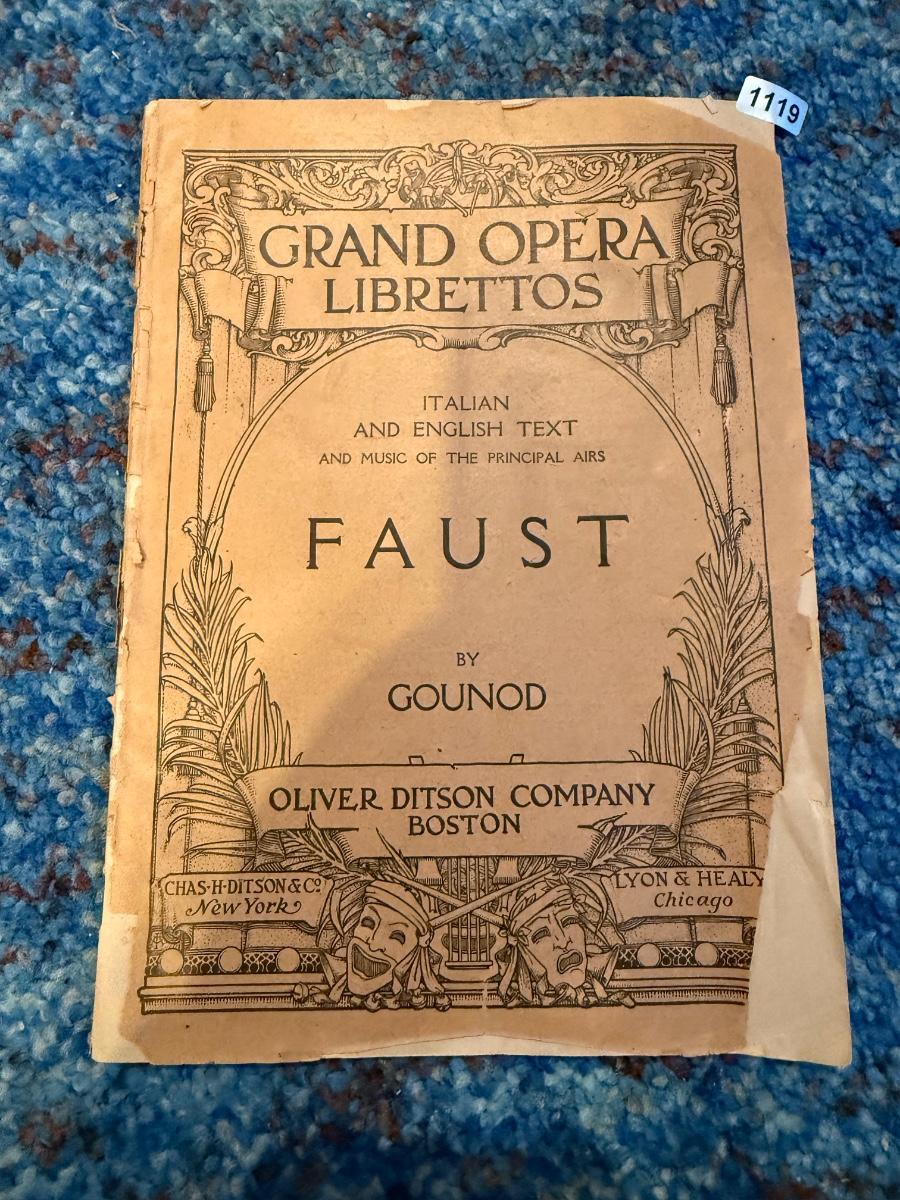 1119
GRAND OPERA
LIBRETTOS
ITALIAN
AND ENGLISH TEXT
AND MUSIC OF THE PRINCIPAL AIRS
FAUST
BY
GOUNOD
OLIVER DITSON COMPANY
BOSTON
CHAS·H·DITSON & Co
New York
LYON & HEALY
Chicago